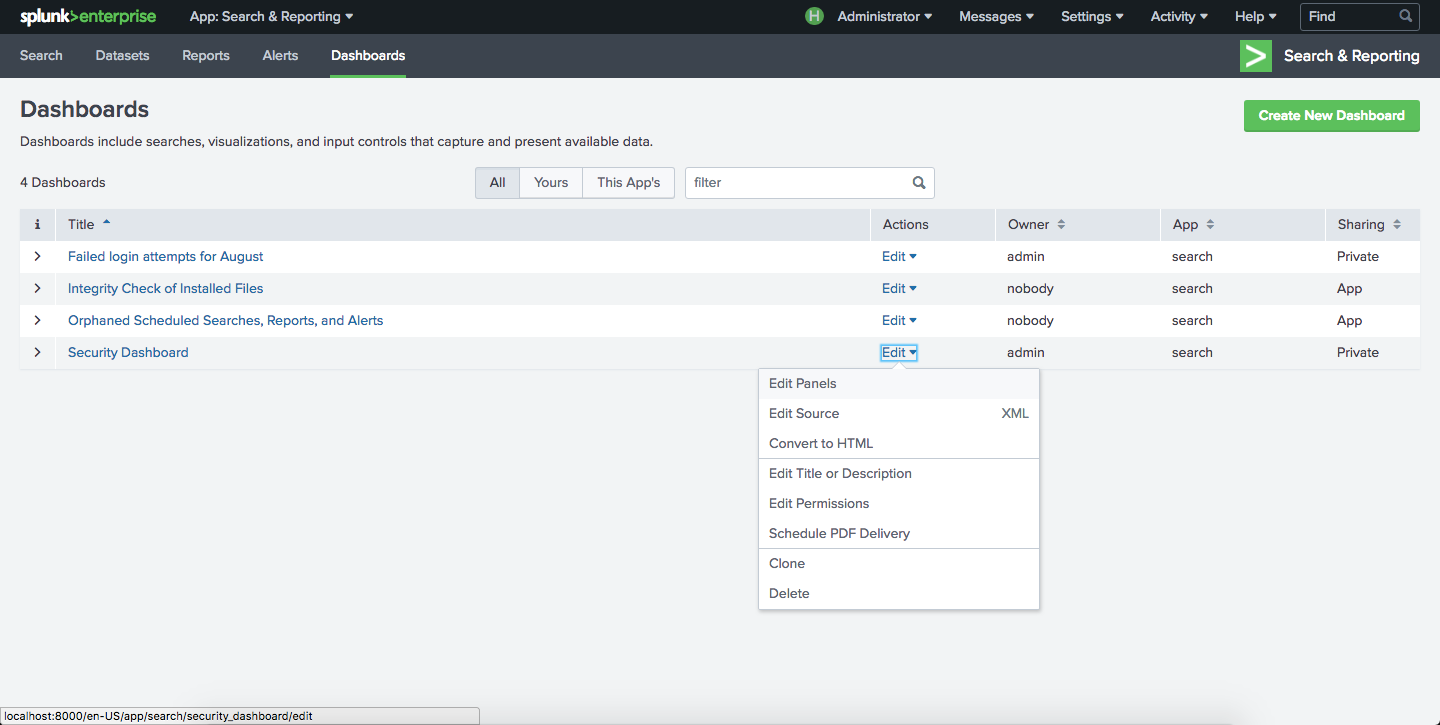 splunk>enterprise App: Search & Reporting H Administrator Messages Settings Activity Help Find
Search Datasets Reports Alerts Dashboards > Search & Reporting
Dashboards
Create New Dashboard
Dashboards include searches, visualizations, and input controls that capture and present available data.
4 Dashboards All Yours This App's filter
i Title Actions Owner App Sharing
Failed login attempts for August Edit admin search Private
Integrity Check of Installed Files Edit nobody search App
Orphaned Scheduled Searches, Reports, and Alerts Edit nobody search App
Security Dashboard Edit admin search Private
Edit Panels
Edit Source XML
Convert to HTML
Edit Title or Description
Edit Permissions
Schedule PDF Delivery
Clone
Delete
localhost:8000/en-US/app/search/security_dashboard/edit